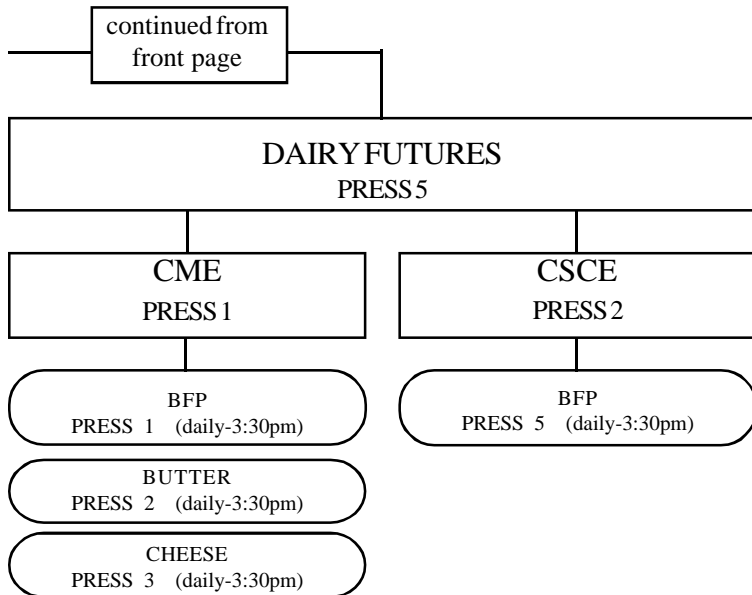 continued from
front page
DAIRY FUTURES
PRESS 5
CME
PRESS 1
CSCE
PRESS 2
BFP
PRESS 1 (daily-3:30pm)
BFP
PRESS 5 (daily-3:30pm)
BUTTER
PRESS 2 (daily-3:30pm)
CHEESE
PRESS 3 (daily-3:30pm)